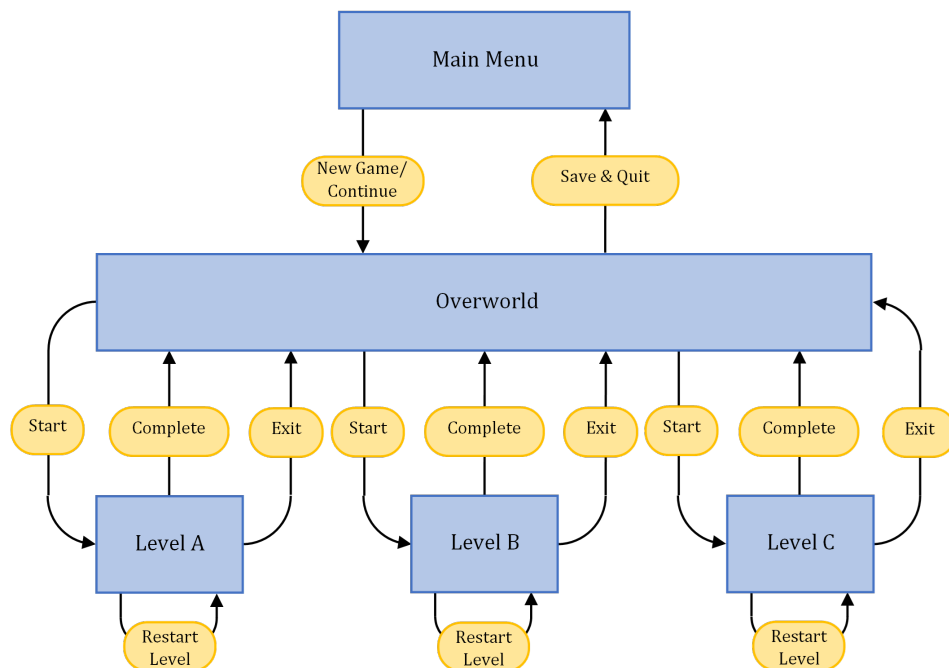 Main Menu
New Game/
Continue
Save & Quit
Overworld
Start
Complete
Exit
Start
Complete
Exit
Start
Complete
Exit
Level A
Level B
Level C
Restart
Level
Restart
Level
Restart
Level